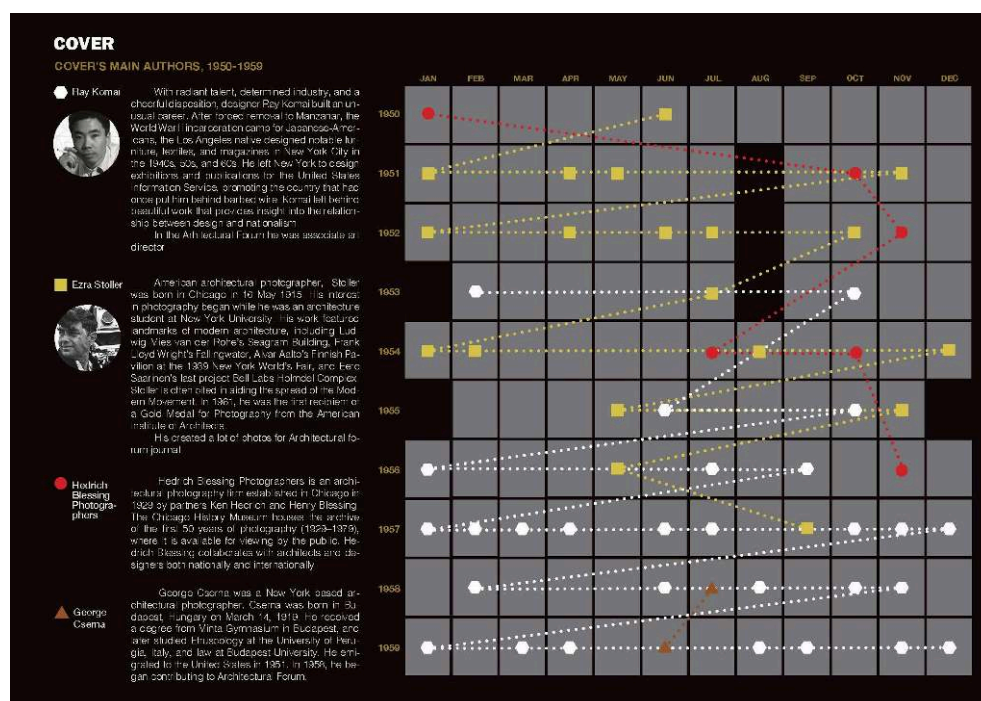 COVER
COVER'S MAIN AUTHORS, 1950-1959
Ray Komai
With radiant talent, determined industry, and a
cheerful disposition, designer Ray Komai built an un-
usual career. After forced removal to Manzanar, the
World War II incarceration camp for Japanese-Amer-
icans, the Los Angeles native designed notable fur-
niture, textiles, and magazines in New York City in
the 1940s, 50s, and 60s. He left New York to design
exhibitions and publications for the United States
Information Service, promoting the country that had
once put him behind barbed wire. Komai left behind
beautiful work that provides insight into the relation-
ship between design and nationalism
In the Arhitectural Forum he was associate art
director
Ezra Stoller
American architectural photographer, Stoller
was born in Chicago in 16 May 1915. His interest
in photography began while he was an architecture
student at New York University. His work featured
landmarks of modern architecture, including Lud-
wig Mies van der Rohe's Seagram Building, Frank
Lloyd Wright's Fallingwater, Alvar Aalto's Finnish Pa-
vilion at the 1939 New York World's Fair, and Eero
Saarinen's last project Bell Labs Holmdel Complex.
Stoller is often cited in aiding the spread of the Mod-
ern Movement. In 1961, he was the first recipient of
a Gold Medal for Photography from the American
Institute of Architects.
His created a lot of photos for Architectural fo-
rum journal
Hedrich
Blessing
Photogra-
phers
Hedrich Blessing Photographers is an archi-
tectural photography firm established in Chicago in
1929 by partners Ken Hedrich and Henry Blessing.
The Chicago History Museum houses the archive
of the first 50 years of photography (1929–1979),
where it is available for viewing by the public. He-
drich Blessing collaborates with architects and de-
signers both nationally and internationally
George
Cserna
George Cserna was a New York based ar-
chitectural photographer. Cserna was born in Bu-
dapest, Hungary on March 14, 1919. He received
a degree from Minta Gymnasium in Budapest, and
later studied Etruscology at the University of Peru-
gia, Italy, and law at Budapest University. He emi-
grated to the United States in 1951. In 1958, he be-
gan contributing to Architectural Forum.
JAN FEB MAR APR MAY JUN JUL AUG SEP OCT NOV DEC
1950
1951
1952
1953
1954
1955
1956
1957
1958
1959